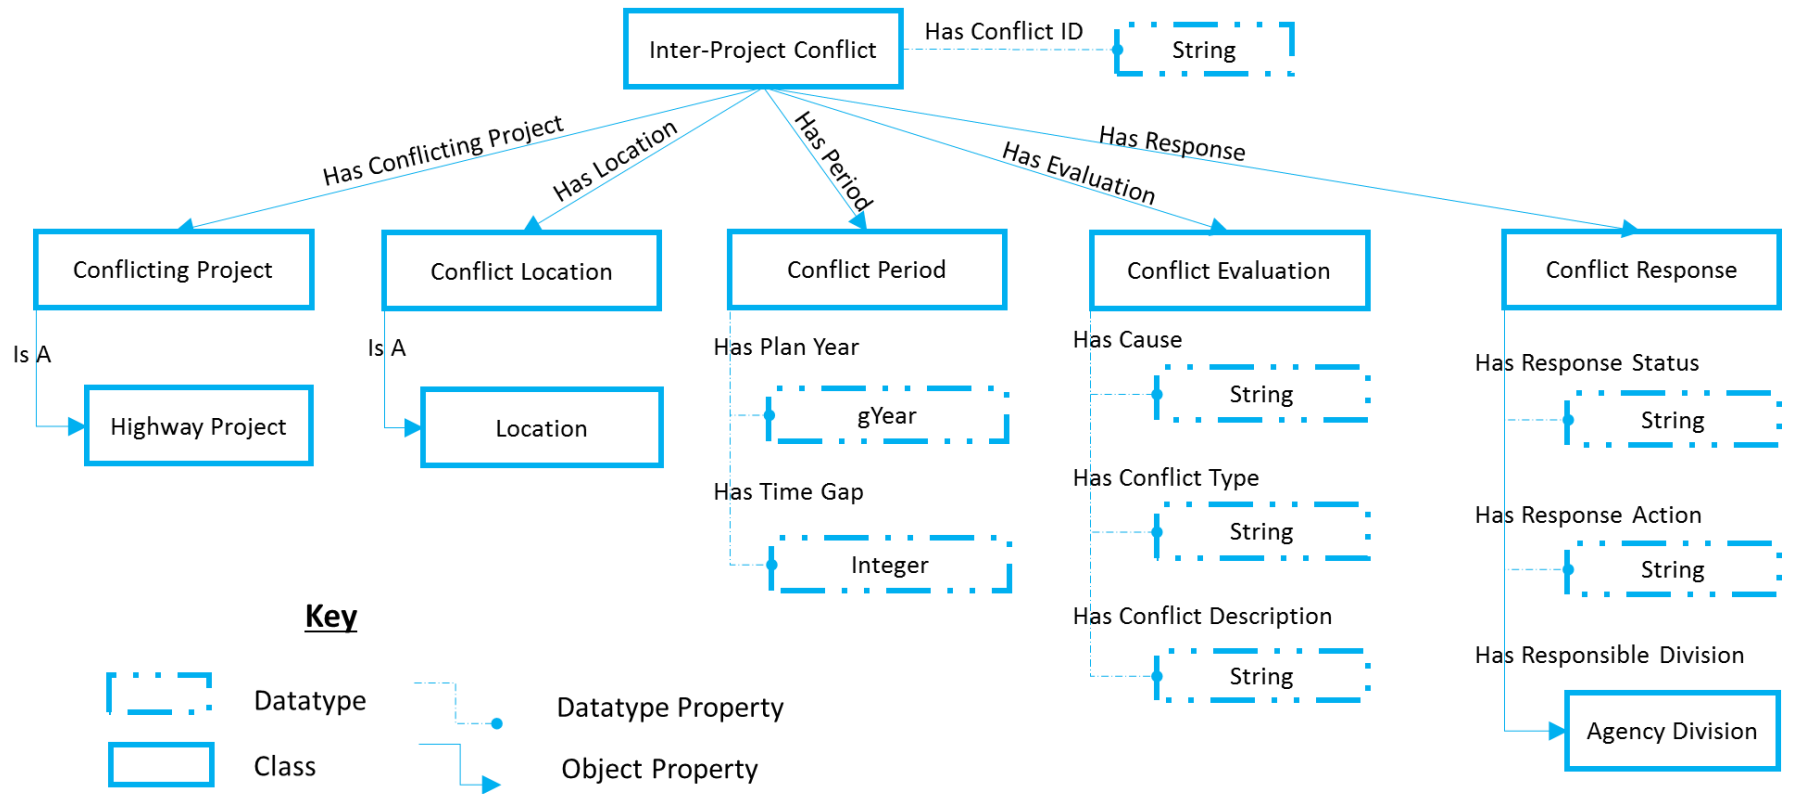 Inter-Project Conflict
Has Conflict ID
String
Has Conflicting Project
Has Location
Has Period
Has Evaluation
Has Response
Conflicting Project
Conflict Location
Conflict Period
Conflict Evaluation
Conflict Response
Is A
Highway Project
Is A
Location
Has Plan Year
gYear
Has Time Gap
Integer
Has Cause
String
Has Conflict Type
String
Has Conflict Description
String
Has Response Status
String
Has Response Action
String
Has Responsible Division
Agency Division
Key
Datatype
Datatype Property
Class
Object Property